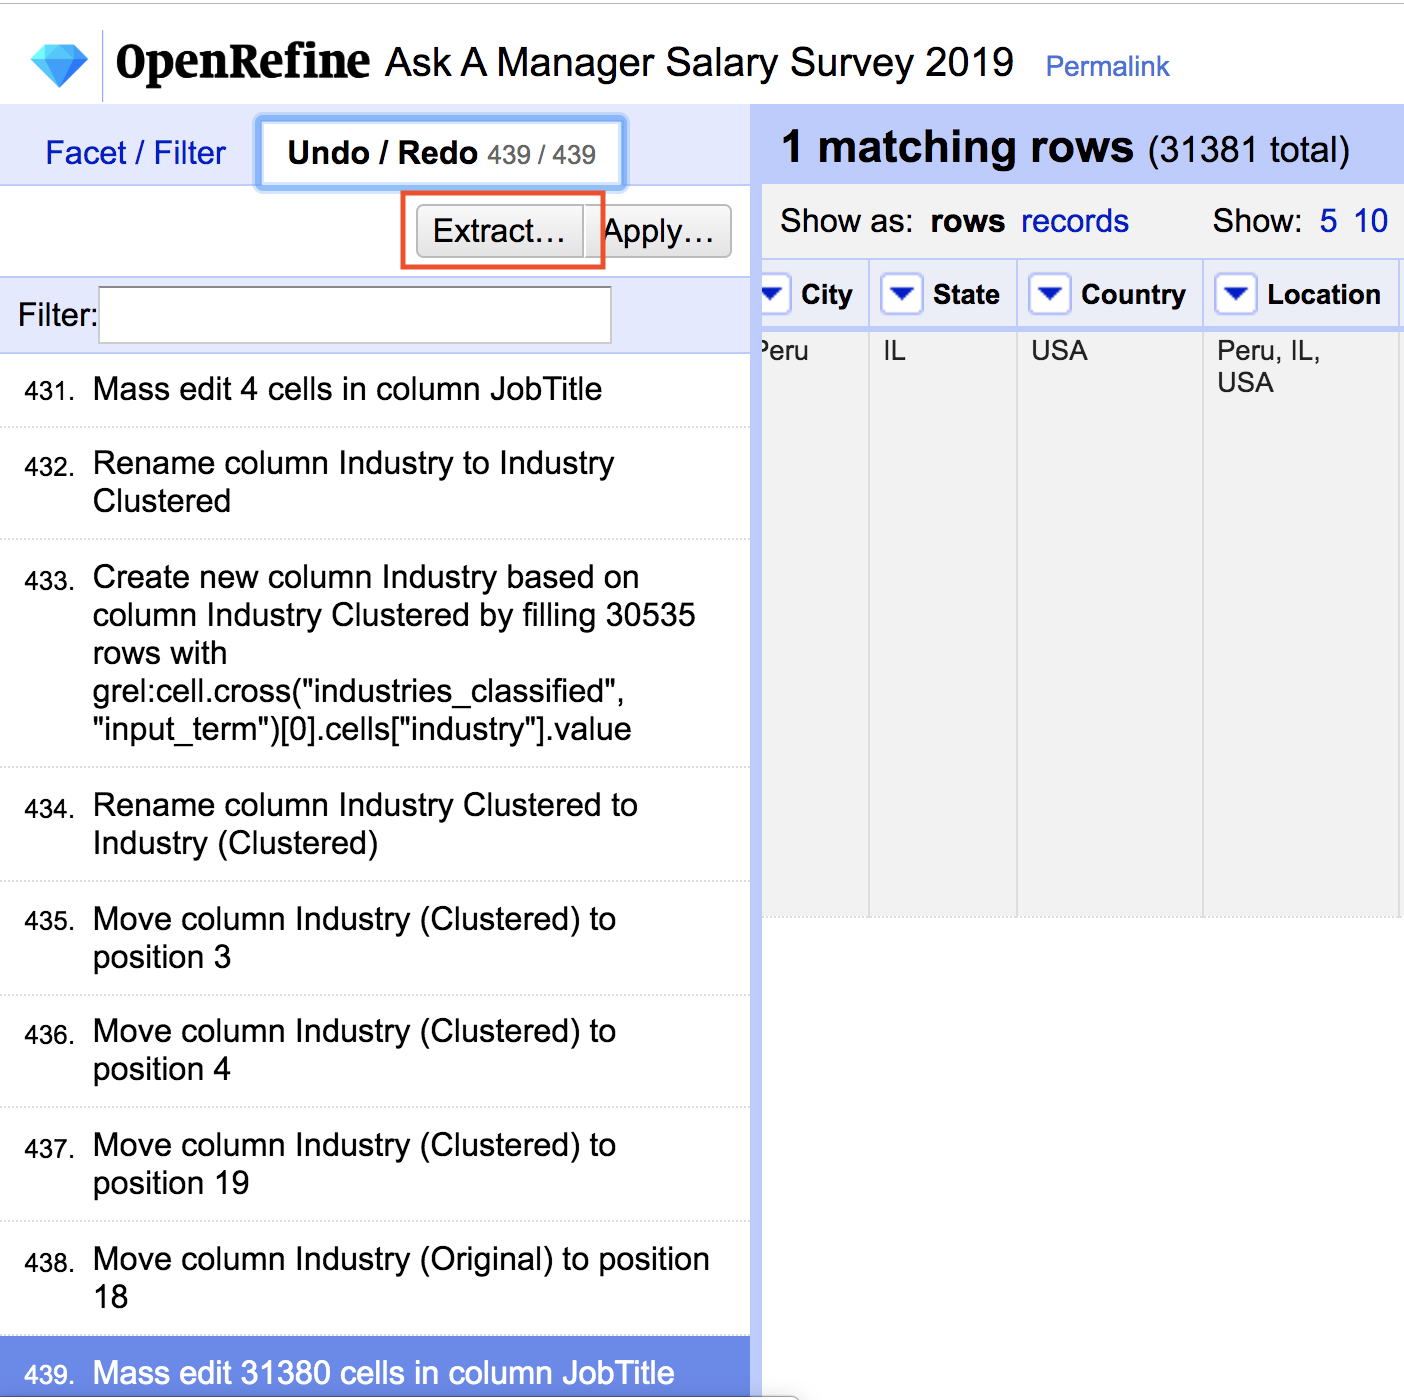 OpenRefine Ask A Manager Salary Survey 2019 Permalink
Facet / Filter Undo / Redo 439 / 439
Extract... Apply...
Filter:
431. Mass edit 4 cells in column JobTitle
432. Rename column Industry to Industry
Clustered
433. Create new column Industry based on
column Industry Clustered by filling 30535
rows with
grel:cell.cross("industries_classified",
"input_term")[0].cells["industry"].value
434. Rename column Industry Clustered to
Industry (Clustered)
435. Move column Industry (Clustered) to
position 3
436. Move column Industry (Clustered) to
position 4
437. Move column Industry (Clustered) to
position 19
438. Move column Industry (Original) to position
18
439. Mass edit 31380 cells in column JobTitle
1 matching rows (31381 total)
Show as: rows records Show: 5 10
City State Country Location
Peru IL USA Peru, IL,
USA